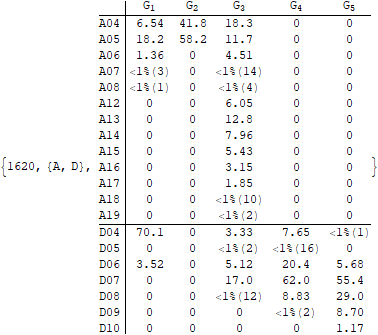 G1 G2 G3 G4 G5
A04 6.54 41.8 18.3 0 0
A05 18.2 58.2 11.7 0 0
A06 1.36 0 4.51 0 0
A07 <1%(3) 0 <1%(14) 0 0
A08 <1%(1) 0 <1%(4) 0 0
A12 0 0 6.05 0 0
A13 0 0 12.8 0 0
A14 0 0 7.96 0 0
A15 0 0 5.43 0 0
{1620, {A, D}, A16 0 0 3.15 0 0 }
A17 0 0 1.85 0 0
A18 0 0 <1%(10) 0 0
A19 0 0 <1%(2) 0 0
D04 70.1 0 3.33 7.65 <1%(1)
D05 0 0 <1%(2) <1%(16) 0
D06 3.52 0 5.12 20.4 5.68
D07 0 0 17.0 62.0 55.4
D08 0 0 <1%(12) 8.83 29.0
D09 0 0 0 <1%(2) 8.70
D10 0 0 0 0 1.17